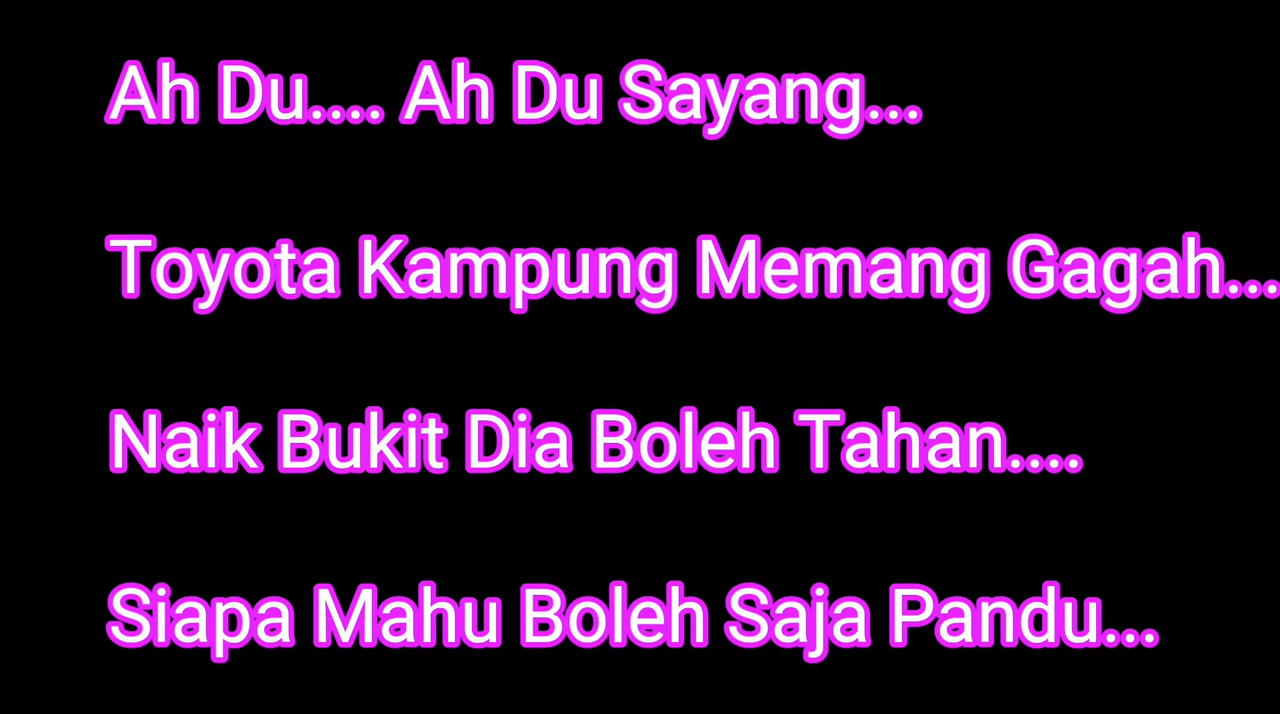 Ah Du.... Ah Du Sayang...
Toyota Kampung Memang Gagah...
Naik Bukit Dia Boleh Tahan....
Siapa Mahu Boleh Saja Pandu...